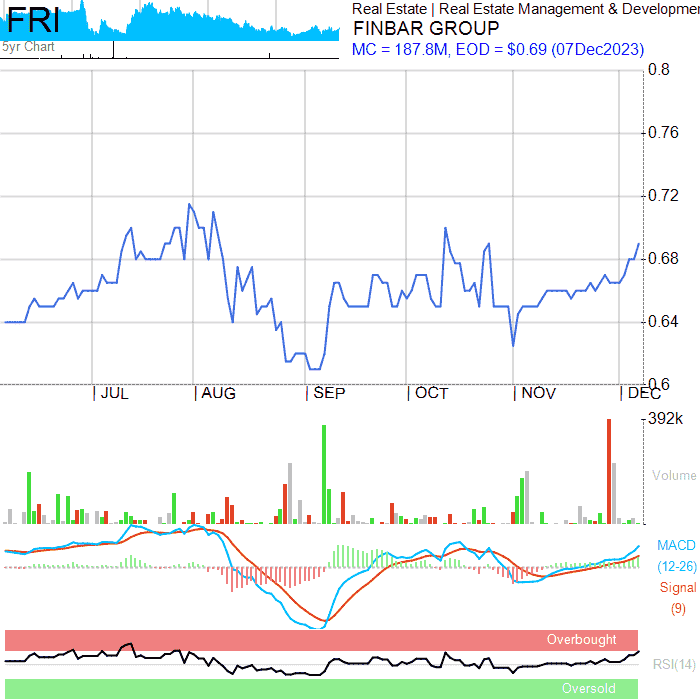 FRI
5yr Chart
Real Estate | Real Estate Management & Developmen
FINBAR GROUP
MC = 187.8M, EOD = $0.69 (07Dec2023)
0.8
0.76
0.72
0.68
0.64
0.6
JUL AUG SEP OCT NOV DEC
392k
Volume
MACD
(12-26)
Signal
(9)
Overbought
RSI(14)
Oversold